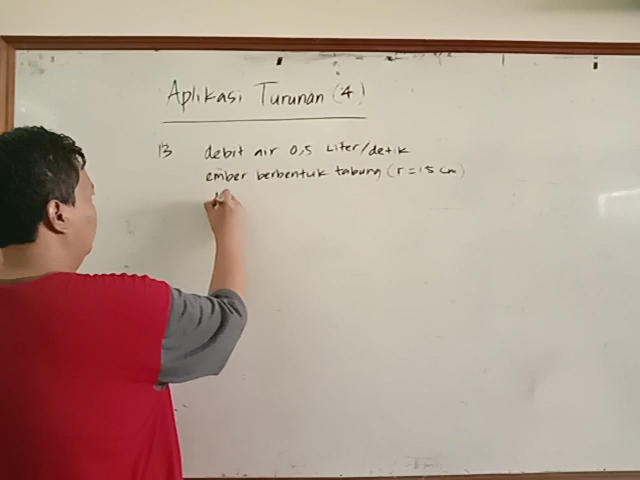 Aplikasi Turunan (4)
13 debit air 0,5 Liter/detik
ember berbentuk tabung (r = 15 cm)